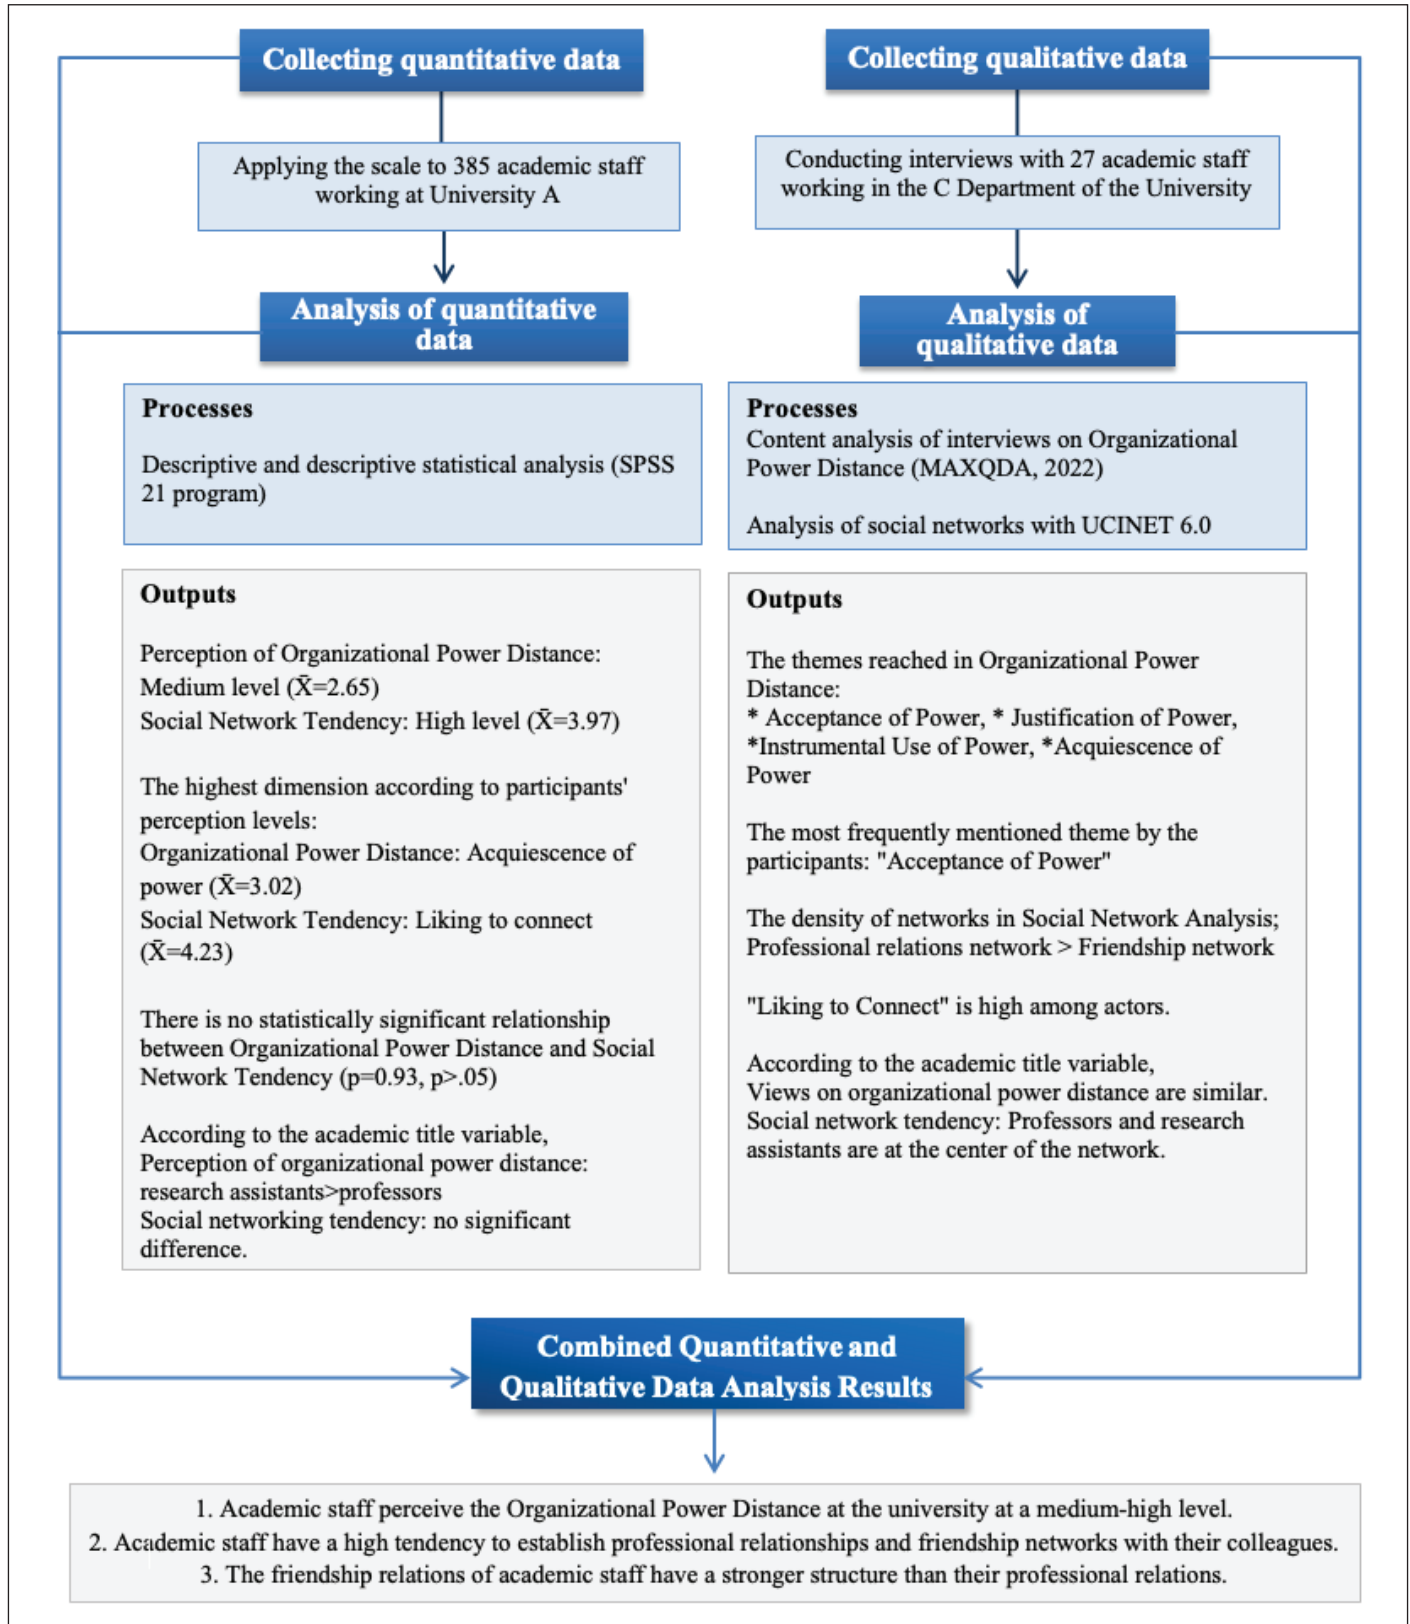 Collecting quantitative data
Applying the scale to 385 academic staff
working at University A
Analysis of quantitative
data
Processes
Descriptive and descriptive statistical analysis (SPSS
21 program)
Outputs
Perception of Organizational Power Distance:
Medium level (X̄=2.65)
Social Network Tendency: High level (X̄=3.97)
The highest dimension according to participants'
perception levels:
Organizational Power Distance: Acquiescence of
power (X̄=3.02)
Social Network Tendency: Liking to connect
(X̄=4.23)
There is no statistically significant relationship
between Organizational Power Distance and Social
Network Tendency (p=0.93, p>.05)
According to the academic title variable,
Perception of organizational power distance:
research assistants>professors
Social networking tendency: no significant
difference.
Collecting qualitative data
Conducting interviews with 27 academic staff
working in the C Department of the University
Analysis of
qualitative data
Processes
Content analysis of interviews on Organizational
Power Distance (MAXQDA, 2022)
Analysis of social networks with UCINET 6.0
Outputs
The themes reached in Organizational Power
Distance:
* Acceptance of Power, * Justification of Power,
*Instrumental Use of Power, *Acquiescence of
Power
The most frequently mentioned theme by the
participants: "Acceptance of Power"
The density of networks in Social Network Analysis;
Professional relations network > Friendship network
"Liking to Connect" is high among actors.
According to the academic title variable,
Views on organizational power distance are similar.
Social network tendency: Professors and research
assistants are at the center of the network.
Combined Quantitative and
Qualitative Data Analysis Results
1. Academic staff perceive the Organizational Power Distance at the university at a medium-high level.
2. Academic staff have a high tendency to establish professional relationships and friendship networks with their colleagues.
3. The friendship relations of academic staff have a stronger structure than their professional relations.